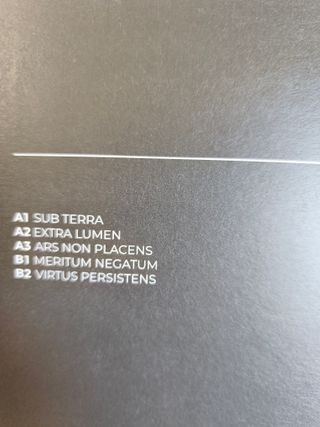 A1 SUB TERRA
A2 EXTRA LUMEN
A3 ARS NON PLACENS
B1 MERITUM NEGATUM
B2 VIRTUS PERSISTENS